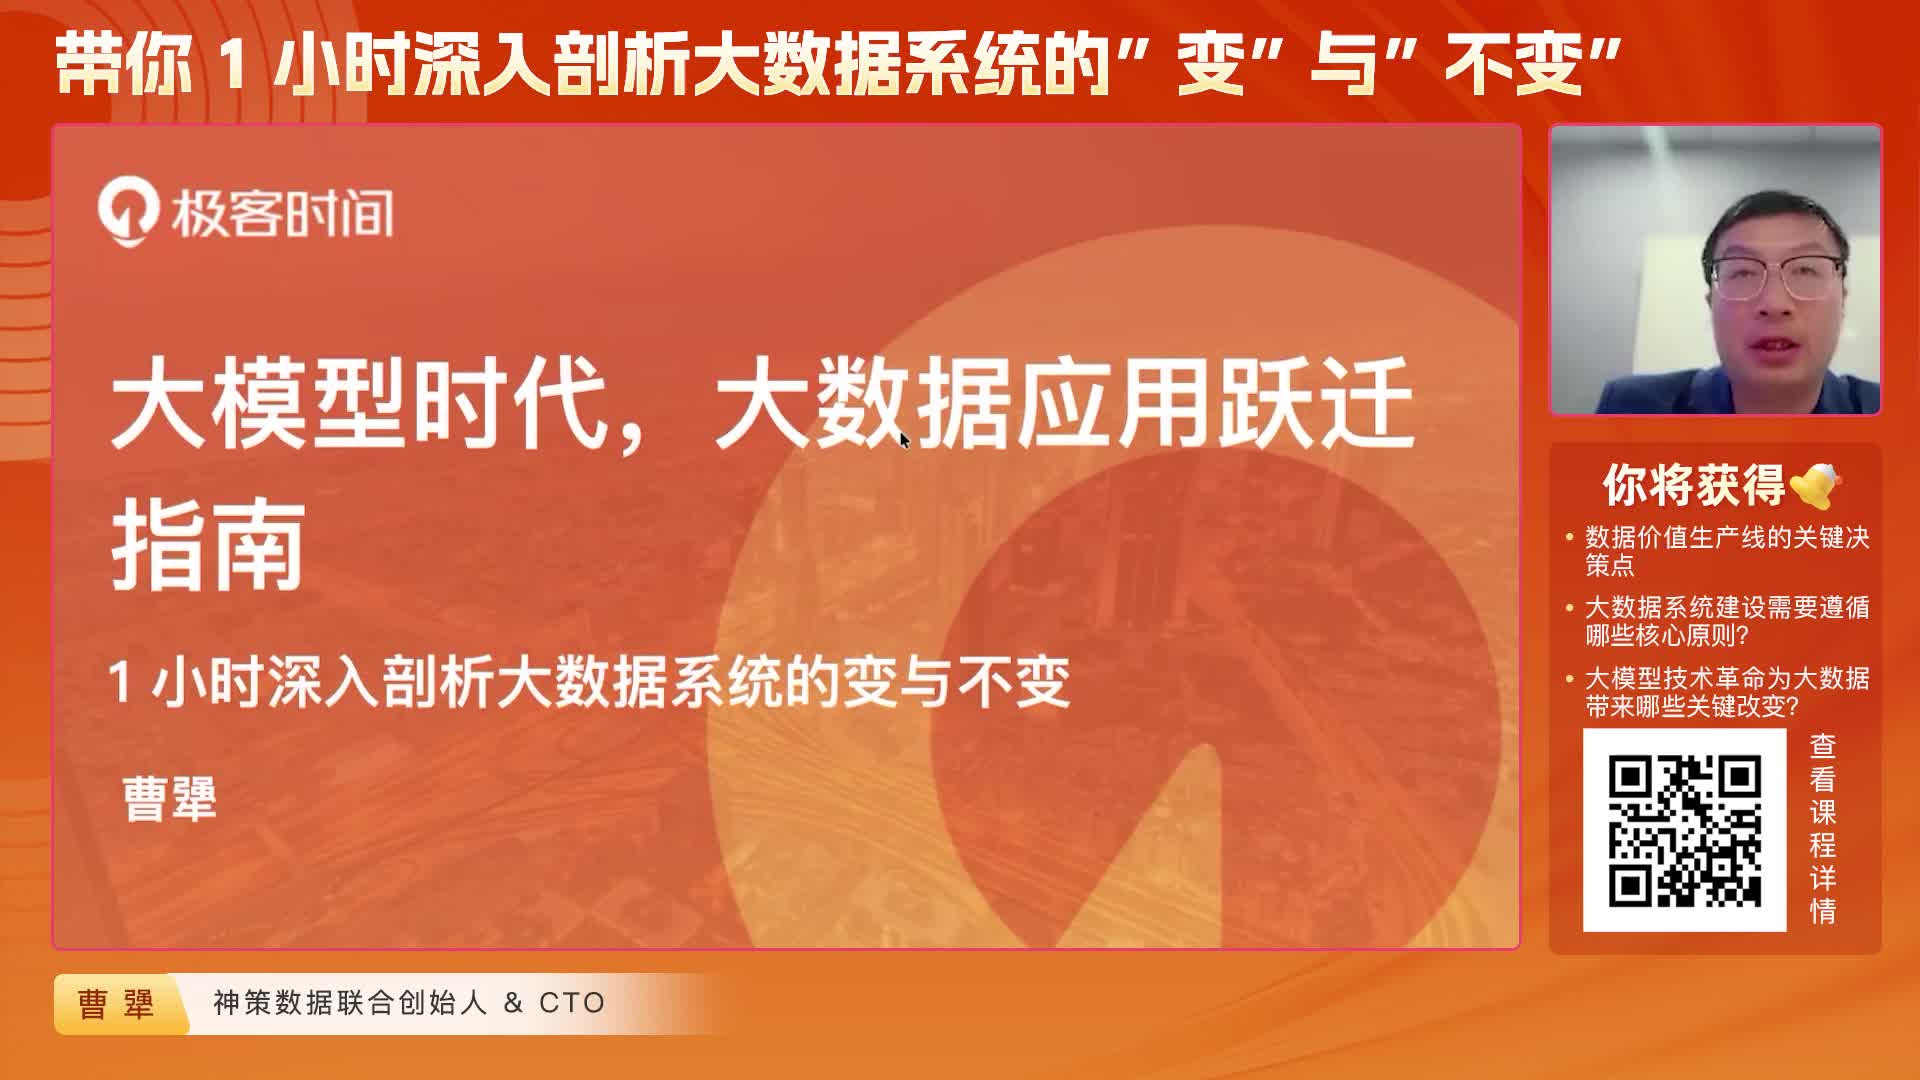 带你 1 小时深入剖析大数据系统的”变”与”不变”
极客时间
大模型时代，大数据应用跃迁
指南
1 小时深入剖析大数据系统的变与不变
曹犟
你将获得
• 数据价值生产线的关键决
策点
• 大数据系统建设需要遵循
哪些核心原则？
• 大模型技术革命为大数据
带来哪些关键改变？
查看课程详情
曹犟
神策数据联合创始人 & CTO